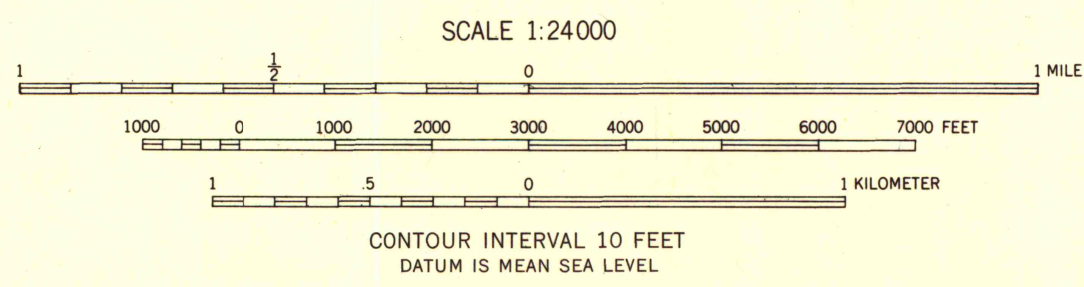 SCALE 1:24000
1 1/2 0 1 MILE
1000 0 1000 2000 3000 4000 5000 6000 7000 FEET
1 .5 0 1 KILOMETER
CONTOUR INTERVAL 10 FEET
DATUM IS MEAN SEA LEVEL